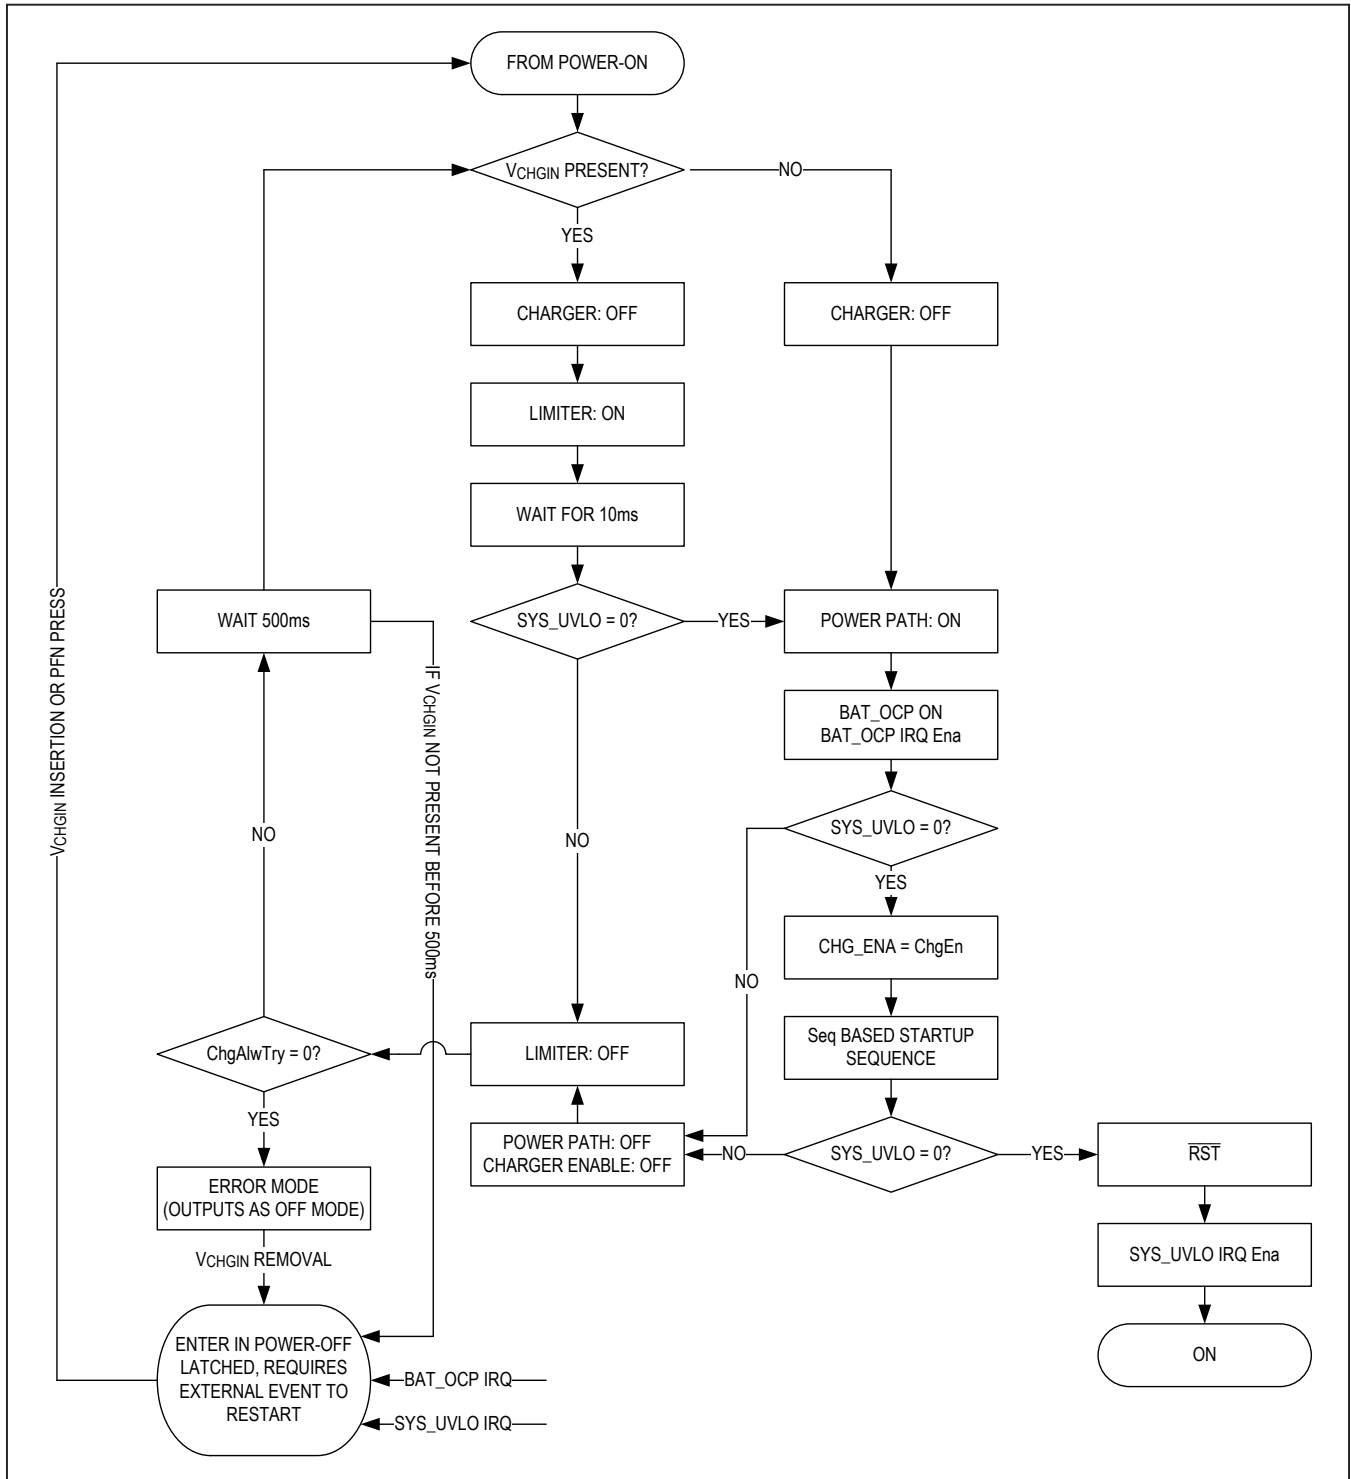 FROM POWER-ON
VCHGIN PRESENT?
NO
YES
CHARGER: OFF
CHARGER: OFF
LIMITER: ON
WAIT FOR 10ms
WAIT 500ms
SYS_UVLO = 0?
YES
POWER PATH: ON
VCHGIN INSERTION OR PFN PRESS
IF VCHGIN NOT PRESENT BEFORE 500ms
BAT_OCP ON
BAT_OCP IRQ Ena
NO
NO
SYS_UVLO = 0?
YES
NO
CHG_ENA = ChgEn
Seq BASED STARTUP
SEQUENCE
ChgAlwTry = 0?
LIMITER: OFF
YES
POWER PATH: OFF
CHARGER ENABLE: OFF
NO
SYS_UVLO = 0?
YES
RST
ERROR MODE
(OUTPUTS AS OFF MODE)
VCHGIN REMOVAL
SYS_UVLO IRQ Ena
ENTER IN POWER-OFF
LATCHED, REQUIRES
EXTERNAL EVENT TO
RESTART
BAT_OCP IRQ
SYS_UVLO IRQ
ON